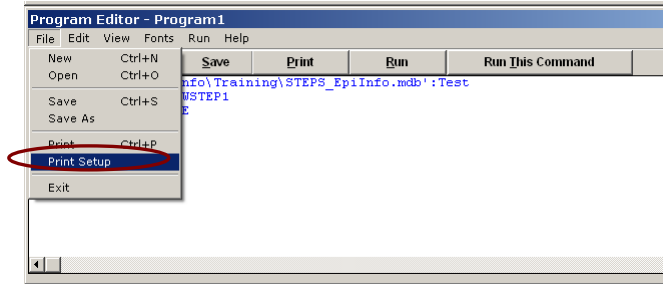 Program Editor - Program1
File Edit View Fonts Run Help
New Ctrl+N
Open Ctrl+O
Save Ctrl+S
Save As
Print Ctrl+P
Print Setup
Exit
Save Print Run Run This Command
nfo\Training\STEPS_EpiInfo.mdb':Test
WSTEP1
E